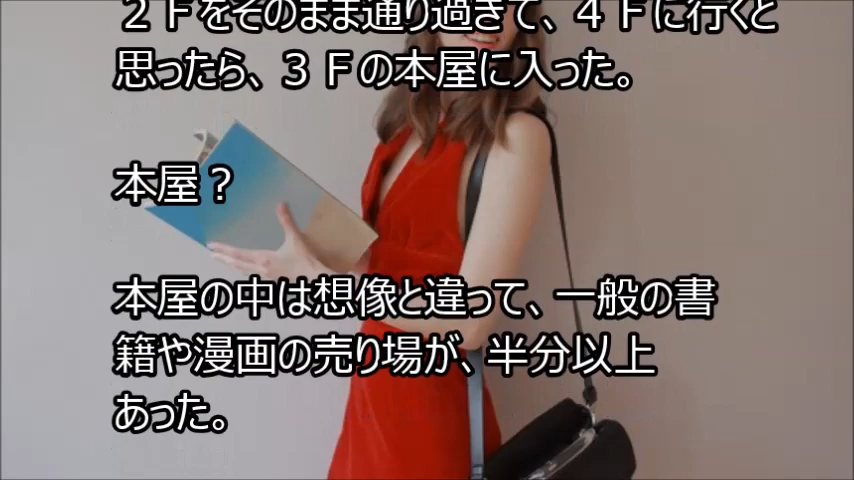 ２Ｆをそのまま通り過ぎて、４Ｆに行くと
思ったら、３Ｆの本屋に入った。
本屋？
本屋の中は想像と違って、一般の書
籍や漫画の売り場が、半分以上
あった。